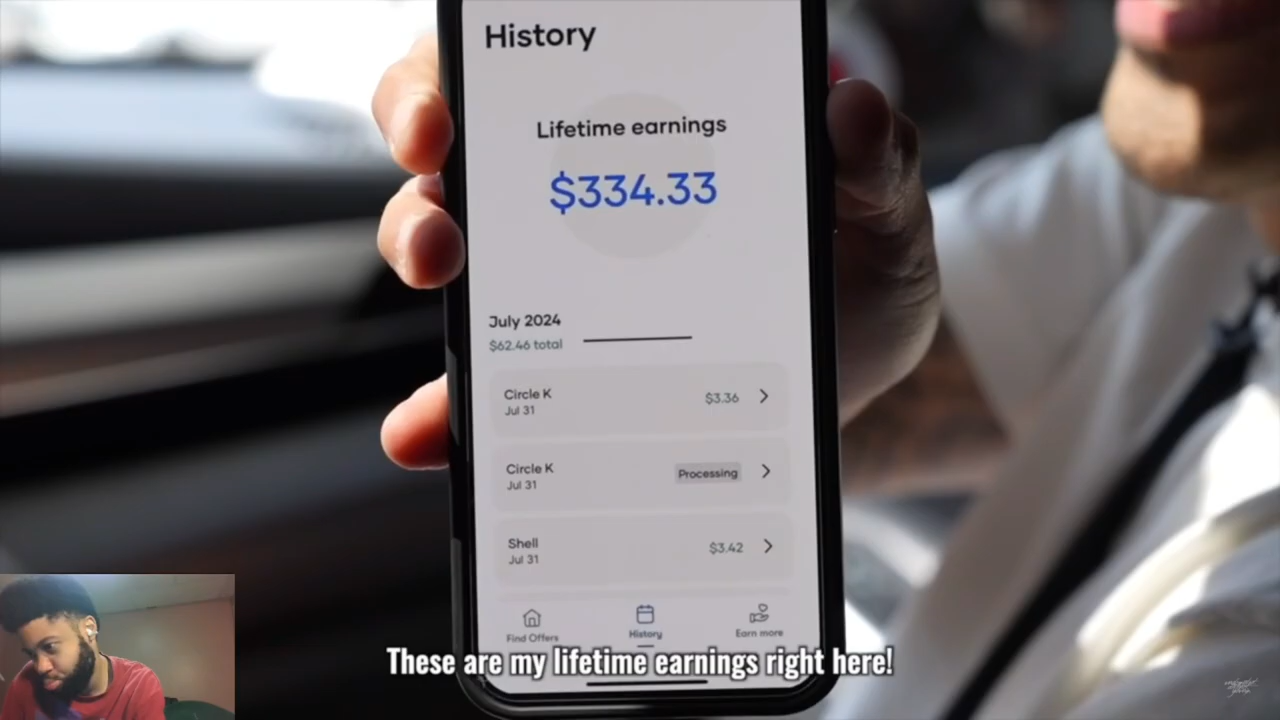 History
Lifetime earnings
$334.33
July 2024
$62.46 total
Circle K
$3.36
Jul 31
Circle K
Processing
Jul 31
Shell
$3.42
Jul 31
Find Offers
History
Earn more
These are my lifetime earnings right here!